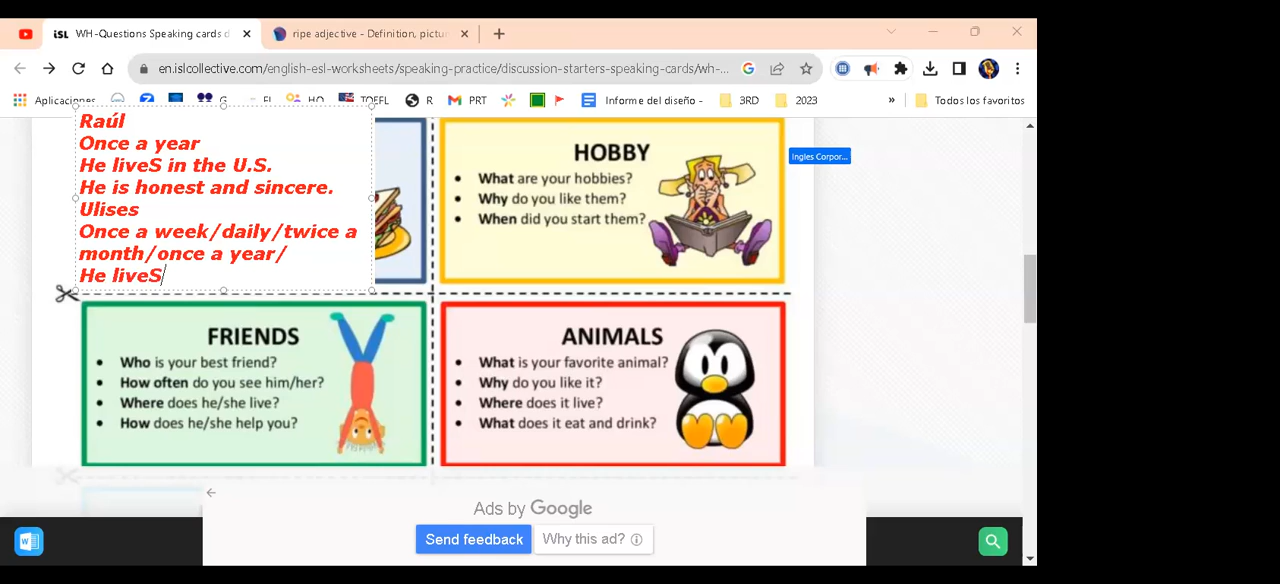 WH-Questions Speaking cards d
ripe adjective - Definition, pictur
en.islcollective.com/english-esl-worksheets/speaking-practice/discussion-starters-speaking-cards/wh-...
Aplicaciones
TOEFL
R
PRT
Informe del diseño -
3RD
2023
»
Todos los favoritos
Raúl
Once a year
He liveS in the U.S.
He is honest and sincere.
Ulises
Once a week/daily/twice a
month/once a year/
He liveS
HOBBY
• What are your hobbies?
• Why do you like them?
• When did you start them?
Ingles Corpor...
FRIENDS
• Who is your best friend?
• How often do you see him/her?
• Where does he/she live?
• How does he/she help you?
ANIMALS
• What is your favorite animal?
• Why do you like it?
• Where does it live?
• What does it eat and drink?
Ads by Google
Send feedback
Why this ad?